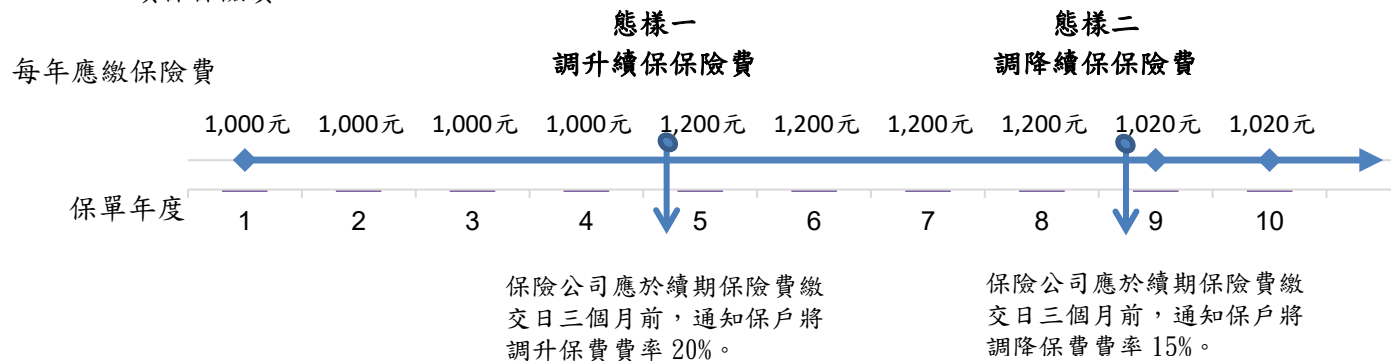 態樣一
調升續保保險費
態樣二
調降續保保險費
每年應繳保險費
1,000元 1,000元 1,000元 1,000元 1,200元 1,200元 1,200元 1,200元 1,020元 1,020元
保單年度
1 2 3 4 5 6 7 8 9 10
保險公司應於續期保險費繳
交日三個月前，通知保戶將
調升保費費率 20%。
保險公司應於續期保險費繳
交日三個月前，通知保戶將
調降保費費率 15%。